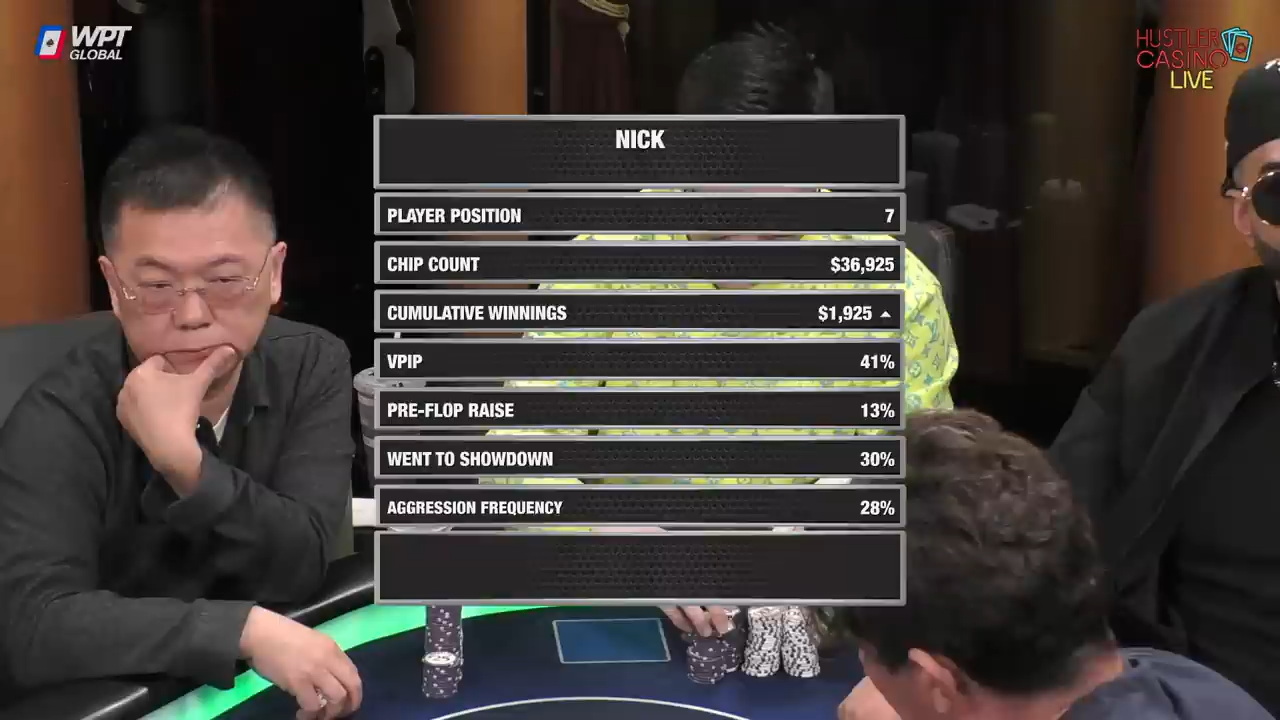 WPT
GLOBAL
HUSTLER
CASINO
LIVE
NICK
PLAYER POSITION 7
CHIP COUNT $36,925
CUMULATIVE WINNINGS $1,925
VPIP 41%
PRE-FLOP RAISE 13%
WENT TO SHOWDOWN 30%
AGGRESSION FREQUENCY 28%